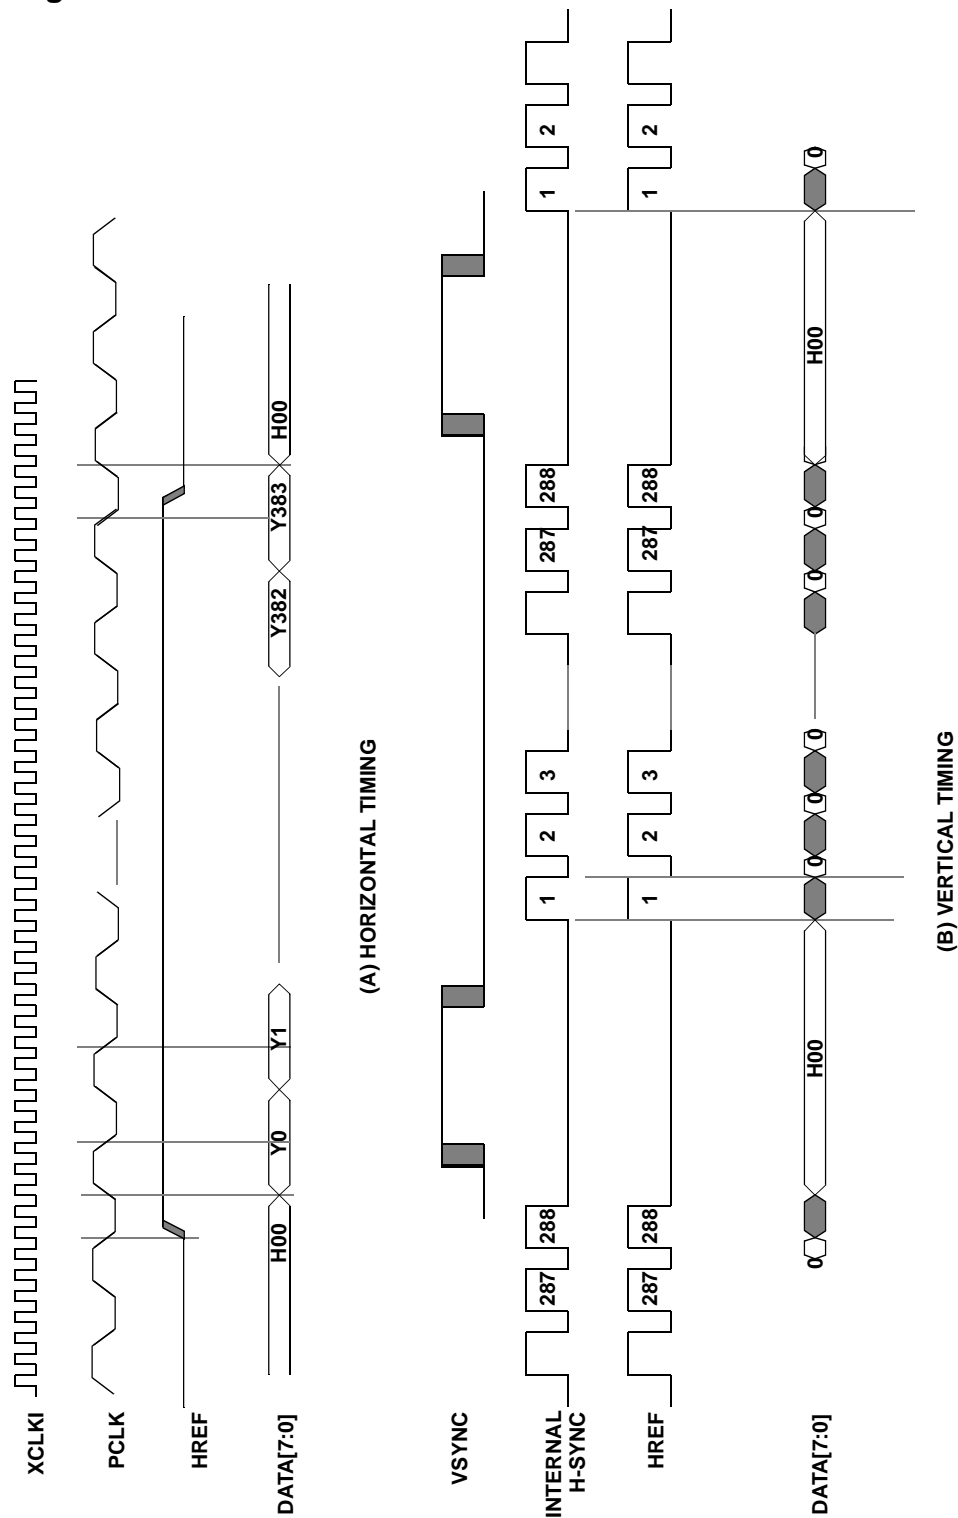 XCLKI
PCLK
HREF
DATA[7:0] H00 Y0 Y1 Y382 Y383 H00
(A) HORIZONTAL TIMING
VSYNC
INTERNAL
H-SYNC
287 288 1 2 3 287 288 1 2
HREF 287 288 1 2 3 287 288 1 2
DATA[7:0] 0 H00 0 0 0 0 0 H00 0
(B) VERTICAL TIMING